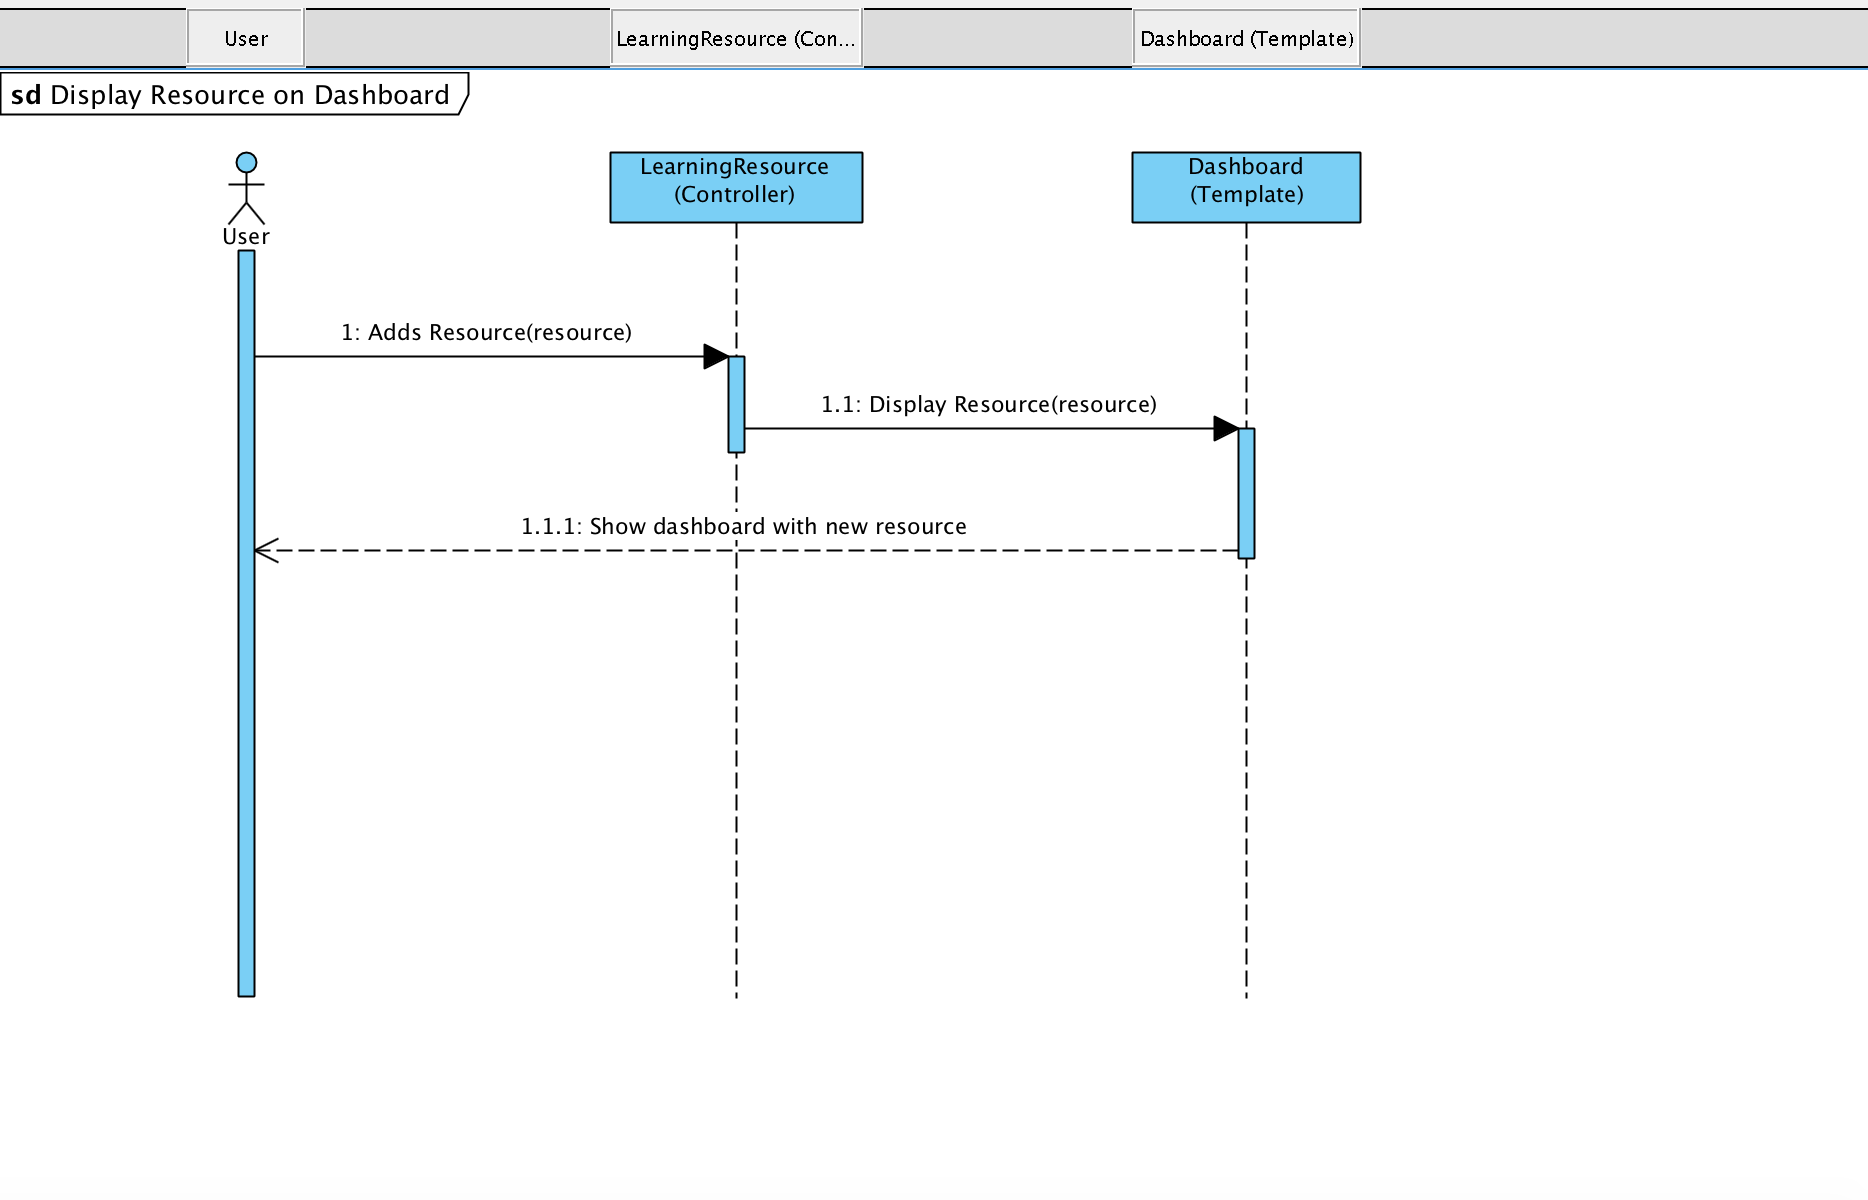 User
LearningResource (Con...
Dashboard (Template)
sd Display Resource on Dashboard
User
LearningResource
(Controller)
Dashboard
(Template)
1: Adds Resource(resource)
1.1: Display Resource(resource)
1.1.1: Show dashboard with new resource